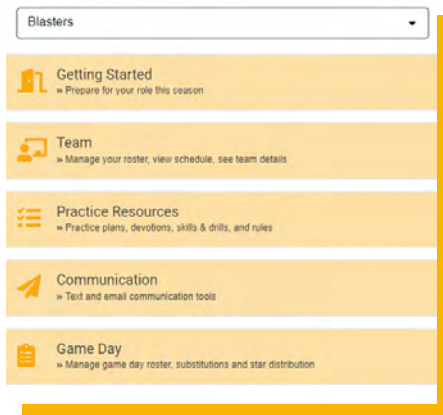 Blasters
Getting Started
» Prepare for your role this season
Team
» Manage your roster, view schedule, see team details
Practice Resources
» Practice plans, devotions, skills & drills, and rules
Communication
» Text and email communication tools
Game Day
» Manage game day roster, substitutions and star distribution